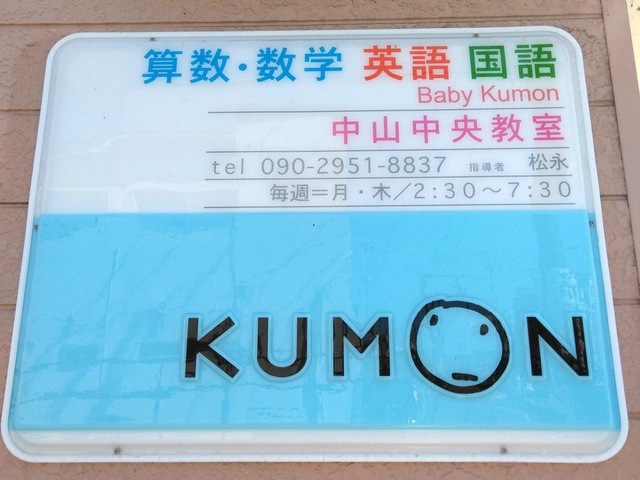 算数・数学 英語 国語
Baby Kumon
中山中央教室
tel 090-2951-8837 指導者 松永
毎週＝月・木／2:30～7:30
KUMON